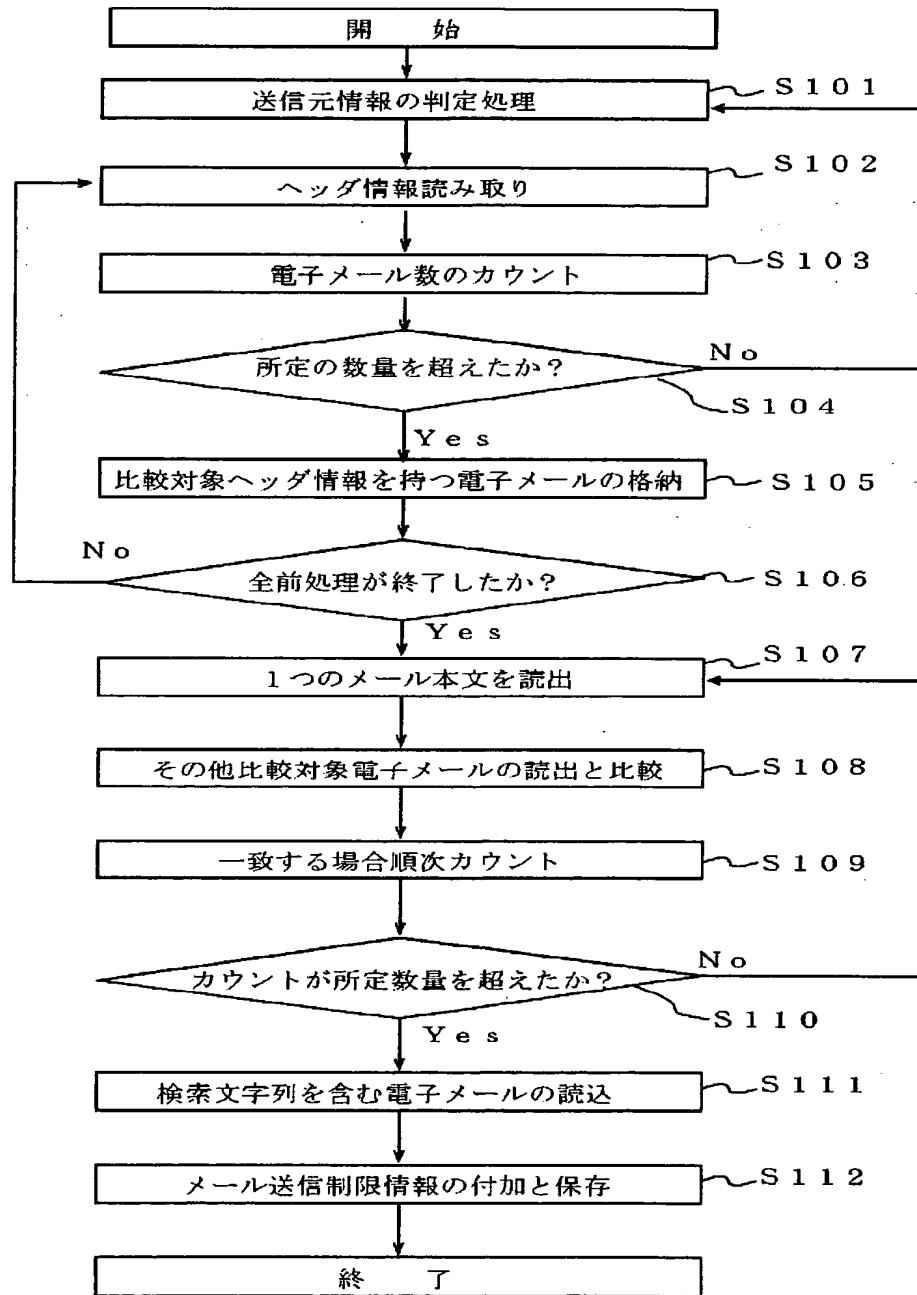 開　始
送信元情報の判定処理
S101
ヘッダ情報読み取り
S102
電子メール数のカウント
S103
所定の数量を超えたか？
No
S104
Yes
比較対象ヘッダ情報を持つ電子メールの格納
S105
No
全前処理が終了したか？
S106
Yes
1つのメール本文を読出
S107
その他比較対象電子メールの読出と比較
S108
一致する場合順次カウント
S109
カウントが所定数量を超えたか？
No
S110
Yes
検索文字列を含む電子メールの読込
S111
メール送信制限情報の付加と保存
S112
終　了